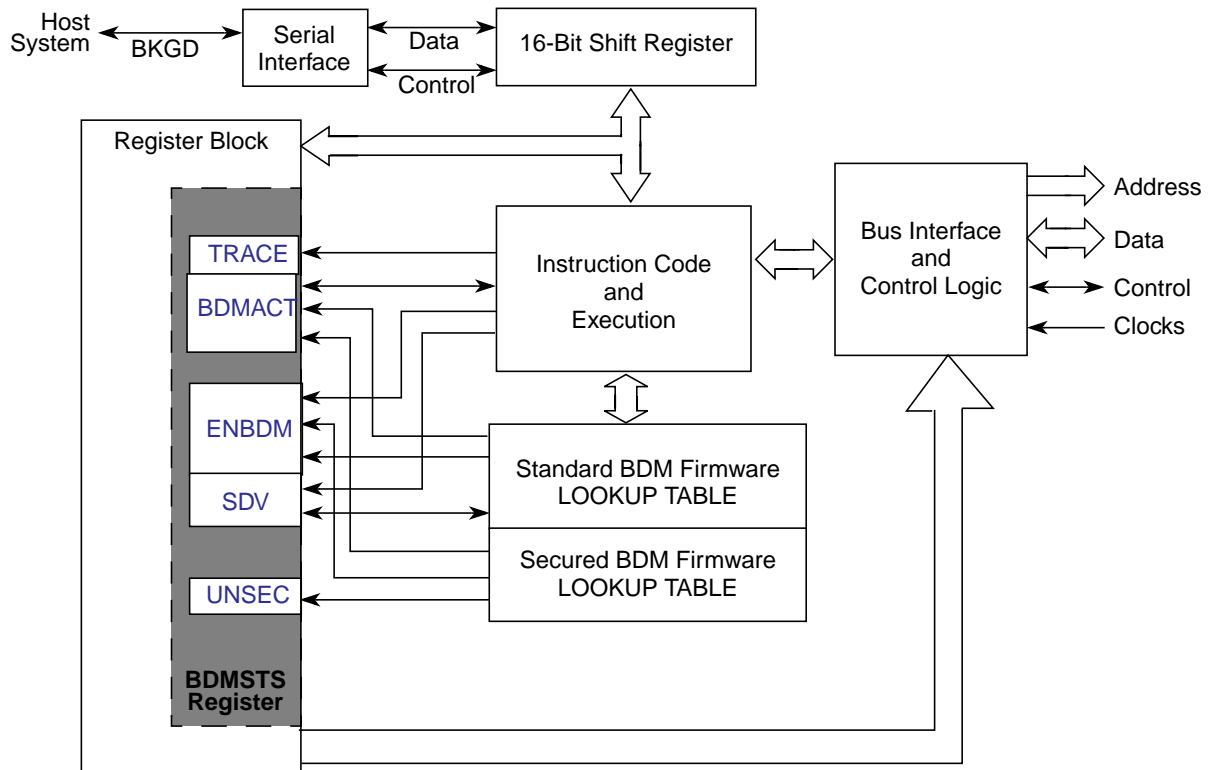 Host
System
BKGD
Serial
Interface
Data
Control
16-Bit Shift Register
Register Block
TRACE
BDMACT
ENBDM
SDV
UNSEC
BDMSTS
Register
Instruction Code
and
Execution
Standard BDM Firmware
LOOKUP TABLE
Secured BDM Firmware
LOOKUP TABLE
Bus Interface
and
Control Logic
Address
Data
Control
Clocks